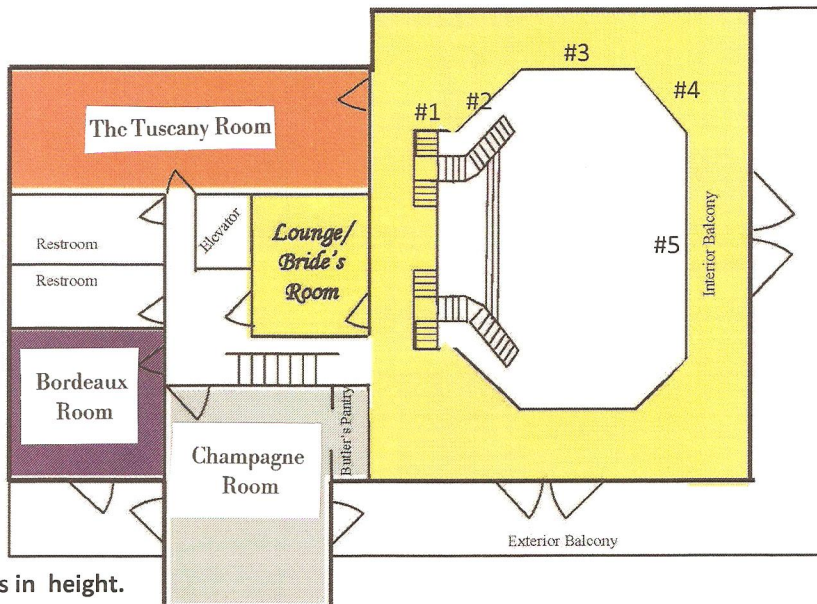 #3
#4
#2
#1
The Tuscany Room
Elevator
Lounge/
Bride's
Room
Restroom
Restroom
#5
Interior Balcony
Bordeaux
Room
Butler's Pantry
Champagne
Room
Exterior Balcony
s in height.